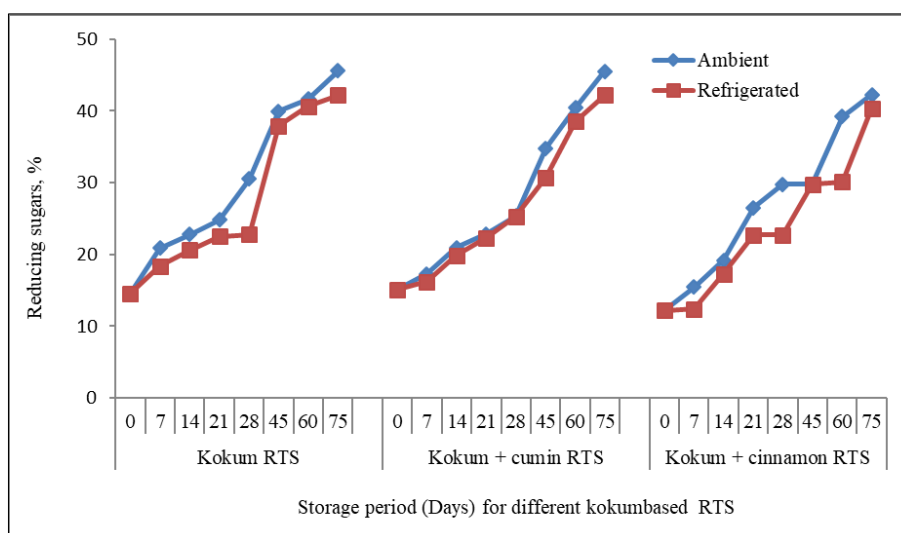 Reducing sugars, %
50
40
30
20
10
0
Ambient
Refrigerated
0 7 14 21 28 45 60 75 0 7 14 21 28 45 60 75 0 7 14 21 28 45 60 75
Kokum RTS Kokum + cumin RTS Kokum + cinnamon RTS
Storage period (Days) for different kokumbased RTS